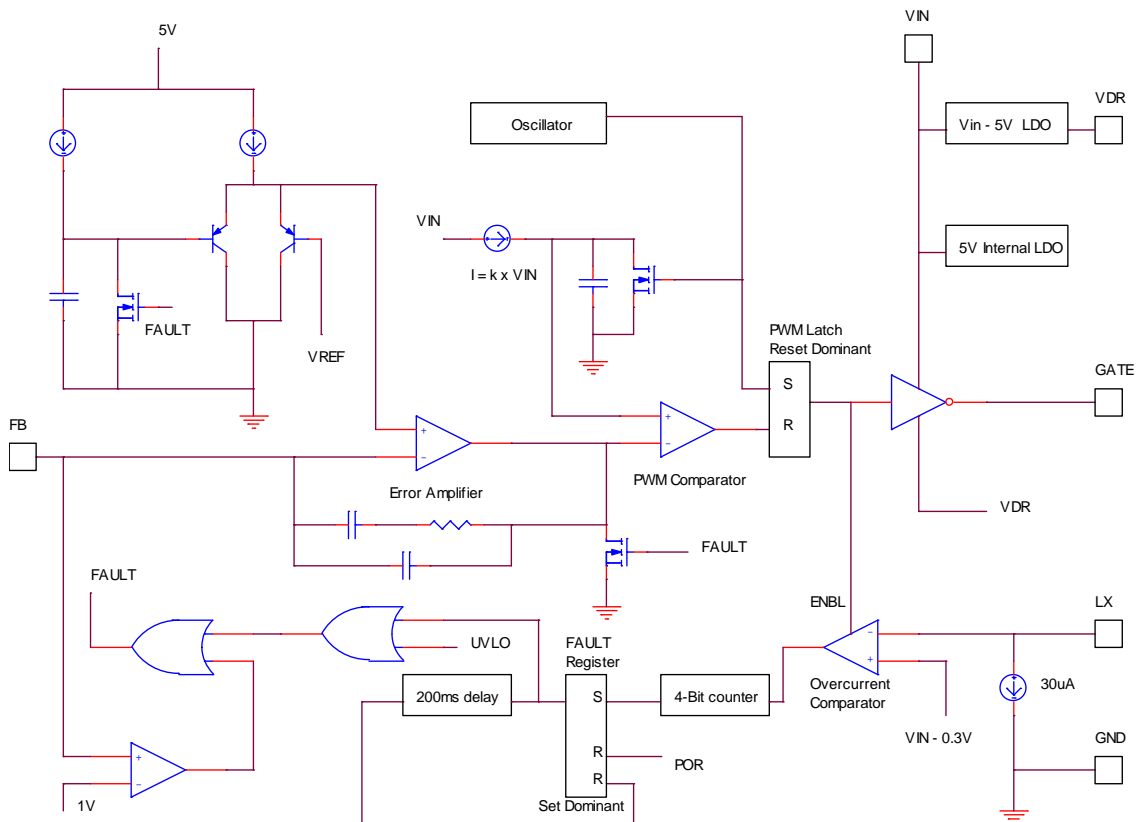 5V
VIN
Oscillator
Vin - 5V LDO
VDR
VIN
I = k x VIN
5V Internal LDO
FAULT
VREF
PWM Latch
Reset Dominant
S
R
GATE
FB
+
-
+
-
PWM Comparator
Error Amplifier
VDR
FAULT
FAULT
ENBL
LX
UVLO
FAULT
Register
-
+
200ms delay
S
4-Bit counter
Overcurrent
Comparator
30uA
VIN - 0.3V
GND
+
-
R
R
POR
1V
Set Dominant